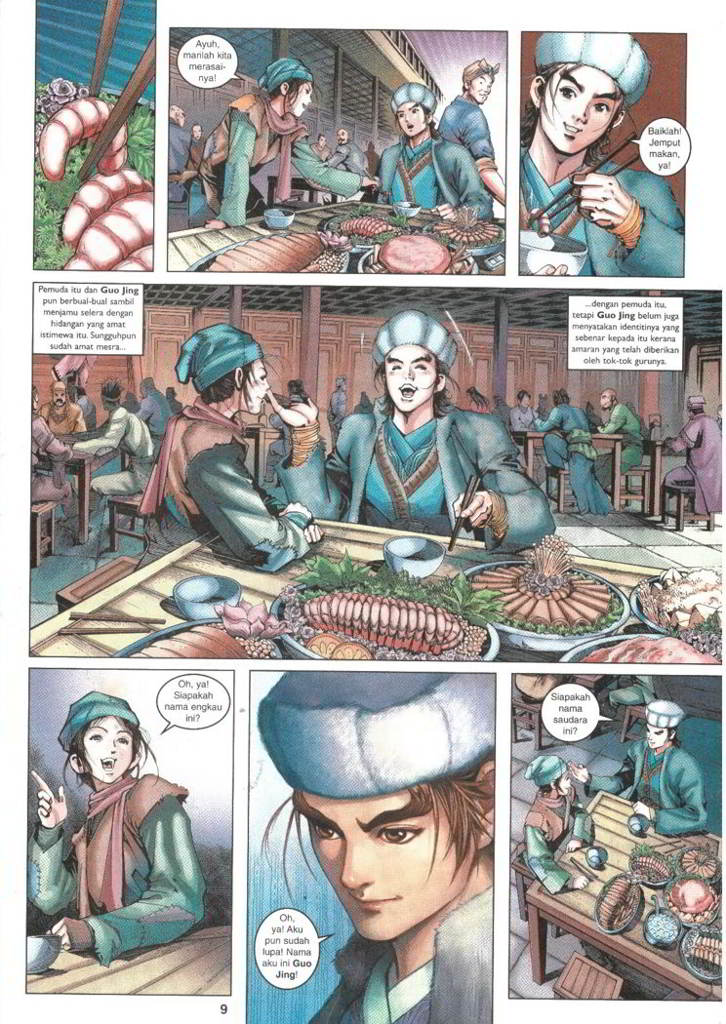 Ayuh,
marilah kita
merasai-
nya!
Baiklah!
Jemput
makan,
ya!
Pemuda itu dan Guo Jing
pun berbual-bual sambil
menjamu selera dengan
hidangan yang amat
istimewa itu. Sungguhpun
sudah amat mesra...
...dengan pemuda itu,
tetapi Guo Jing belum juga
menyatakan identitinya yang
sebenar kepada itu kerana
amaran yang telah diberikan
oleh tok-tok gurunya.
Oh, ya!
Siapakah
nama engkau
ini?
Oh,
ya! Aku
pun sudah
lupa! Nama
aku ini Guo
Jing!
Siapakah
nama
saudara
ini?
9